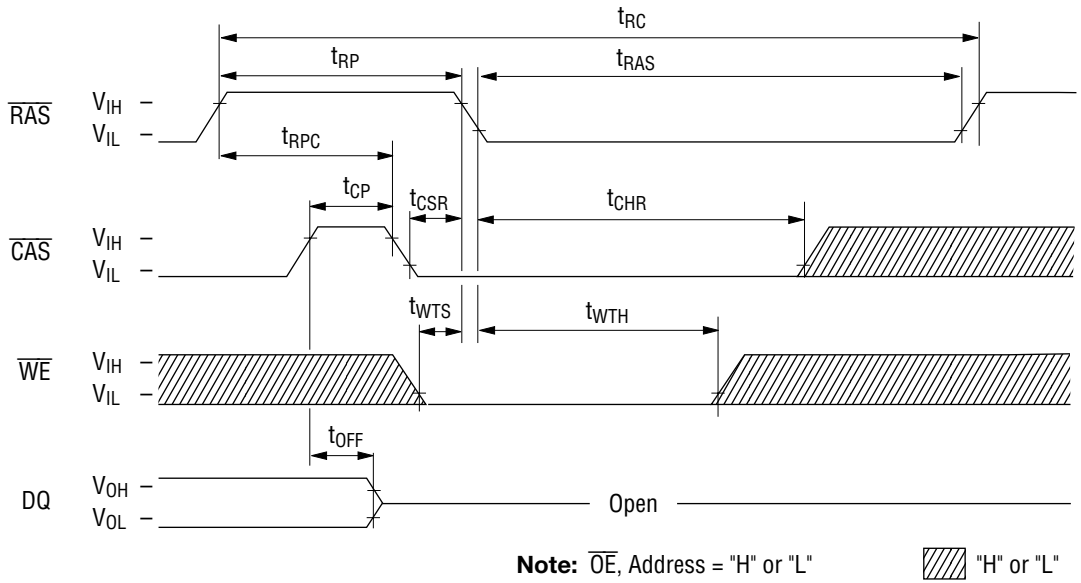 tRC
tRP
tRAS
RAS
VIH –
VIL –
tRPC
tCP
tCSR
tCHR
CAS
VIH –
VIL –
tWTS
tWTH
WE
VIH –
VIL –
tOFF
DQ
VOH –
VOL –
Open
Note: OE, Address = "H" or "L"
"H" or "L"